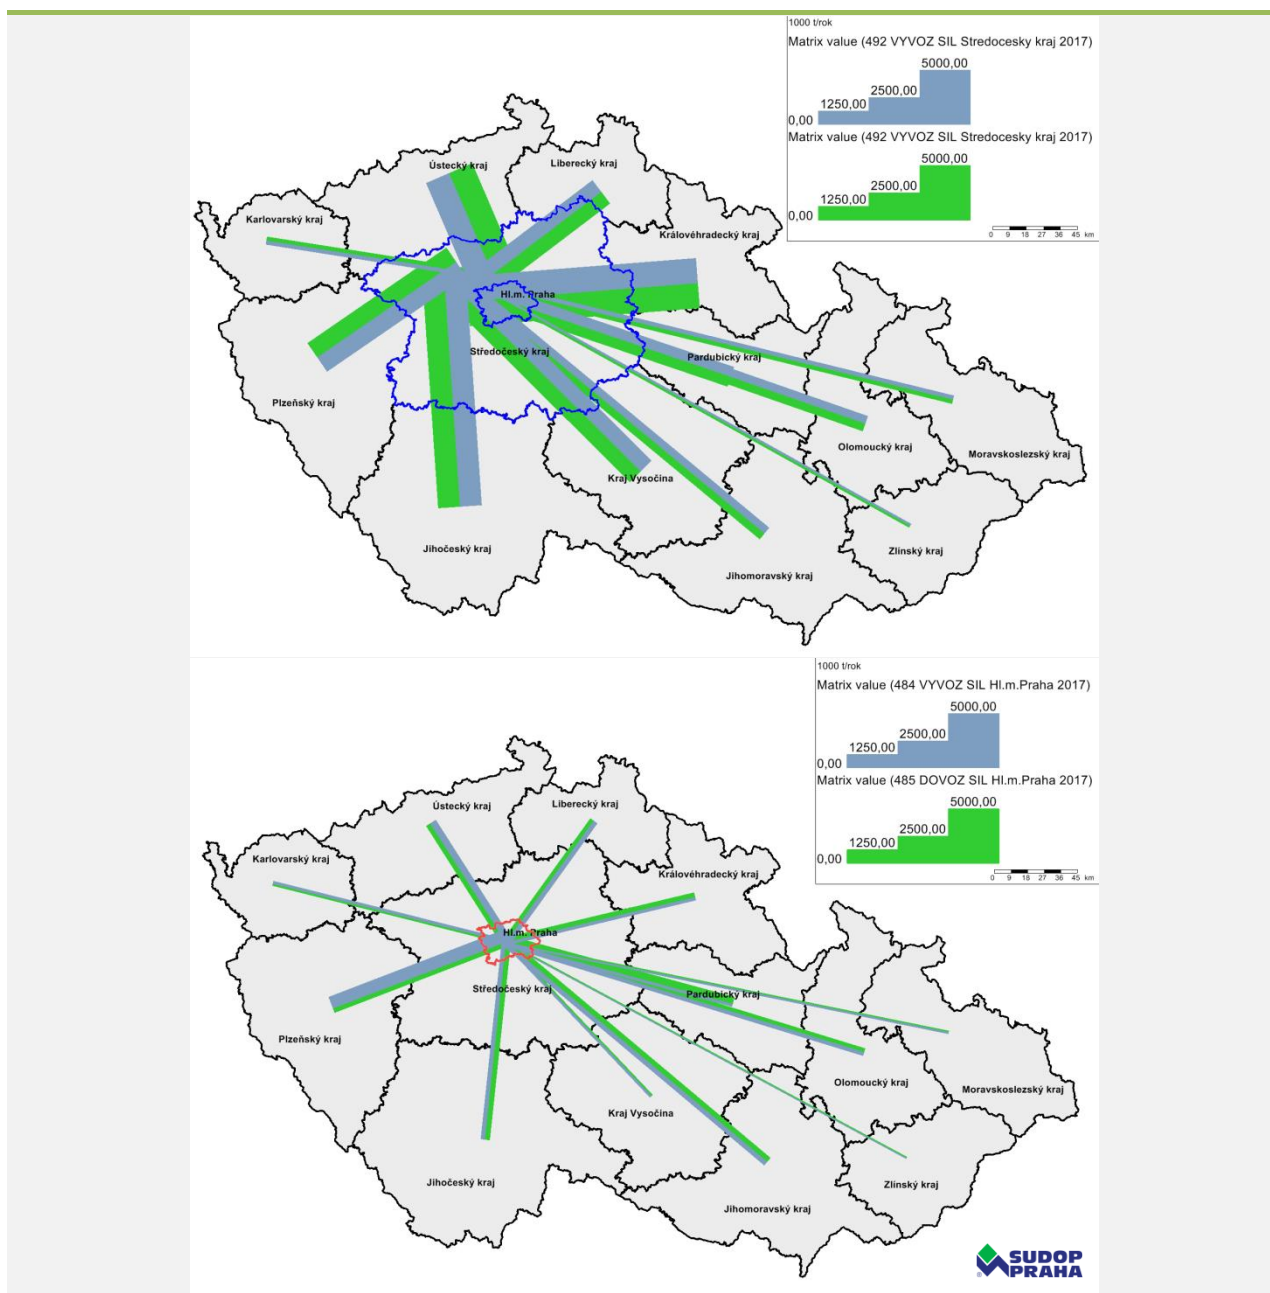 1000 t/rok
Matrix value (492 VYVOZ SIL Stredocesky kraj 2017)
5000,00
2500,00
1250,00
0,00
Matrix value (492 VYVOZ SIL Stredocesky kraj 2017)
5000,00
2500,00
1250,00
0,00
0 9 18 27 36 45 km
Ústecký kraj
Liberecký kraj
Karlovarský kraj
Královéhradecký kraj
Hl.m. Praha
Středočeský kraj
Pardubický kraj
Plzeňský kraj
Olomoucký kraj
Moravskoslezský kraj
Kraj Vysočina
Jihočeský kraj
Zlínský kraj
Jihomoravský kraj
1000 t/rok
Matrix value (484 VYVOZ SIL Hl.m.Praha 2017)
5000,00
2500,00
1250,00
0,00
Matrix value (485 DOVOZ SIL Hl.m.Praha 2017)
5000,00
2500,00
1250,00
0,00
0 9 18 27 36 45 km
Ústecký kraj
Liberecký kraj
Karlovarský kraj
Královéhradecký kraj
Hl.m. Praha
Středočeský kraj
Pardubický kraj
Plzeňský kraj
Olomoucký kraj
Moravskoslezský kraj
Kraj Vysočina
Jihočeský kraj
Zlínský kraj
Jihomoravský kraj
SUDOP
PRAHA
®